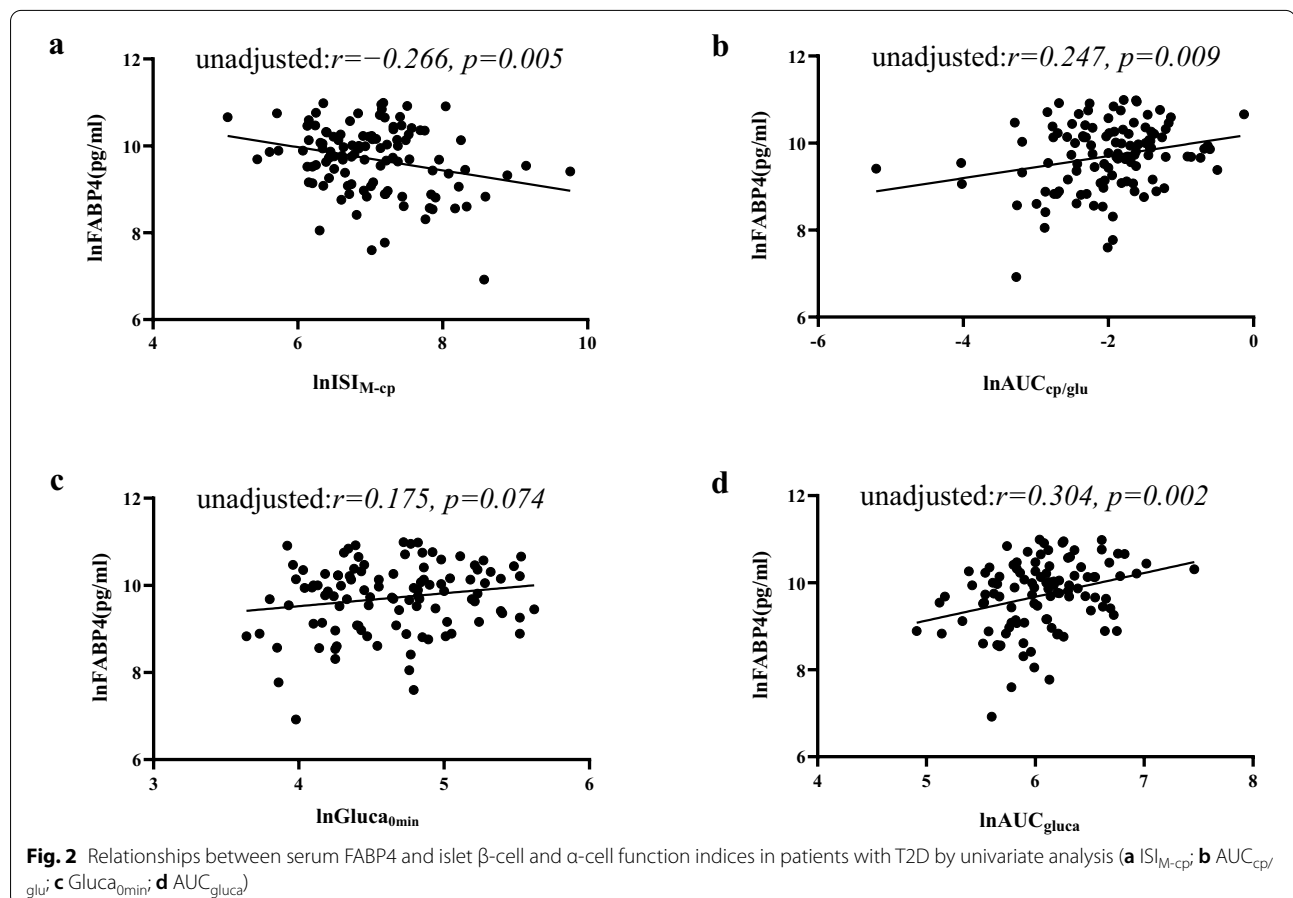 a
unadjusted:r=−0.266, p=0.005
12
10
8
6
lnFABP4(pg/ml)
4
6
8
10
lnISIM-cp
b
unadjusted:r=0.247, p=0.009
12
10
8
6
lnFABP4(pg/ml)
-6
-4
-2
0
lnAUCcp/glu
c
unadjusted:r=0.175, p=0.074
12
10
8
6
lnFABP4(pg/ml)
3
4
5
6
lnGluca0min
d
unadjusted:r=0.304, p=0.002
12
10
8
6
lnFABP4(pg/ml)
4
5
6
7
8
lnAUCgluca
Fig. 2 Relationships between serum FABP4 and islet β-cell and α-cell function indices in patients with T2D by univariate analysis (a ISIM-cp; b AUCcp/
glu; c Gluca0min; d AUCgluca)